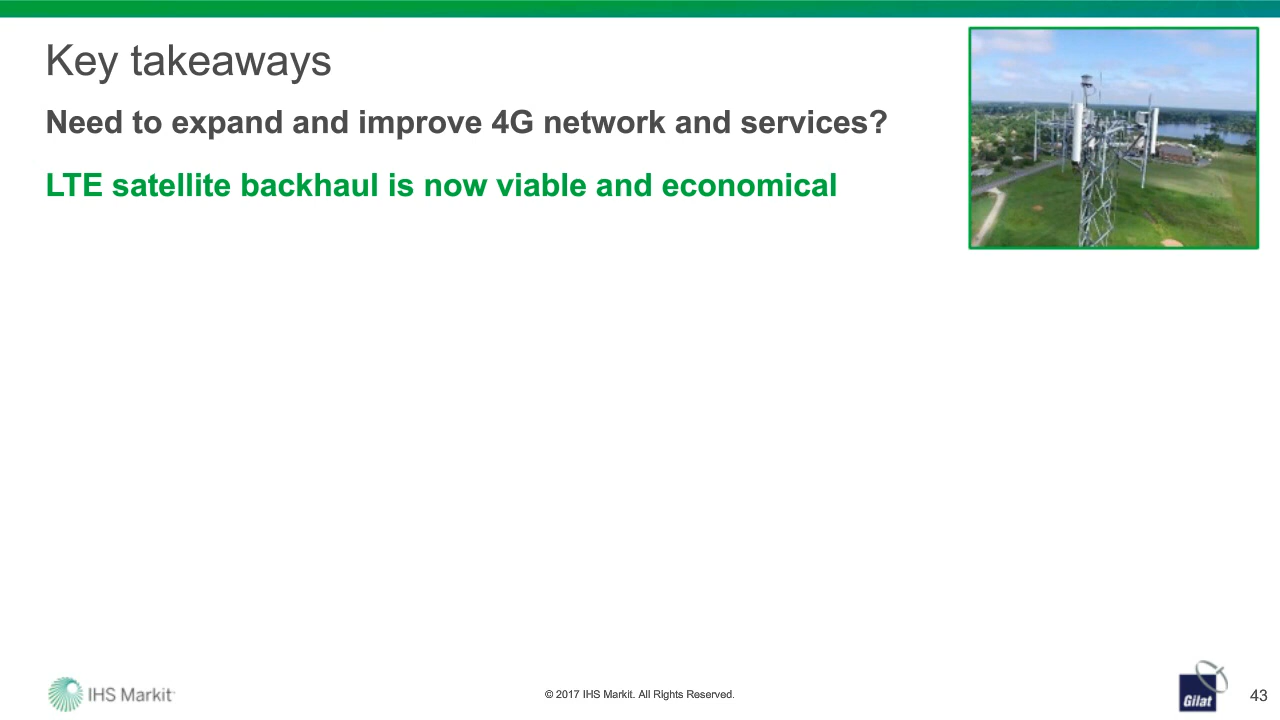 Key takeaways
Need to expand and improve 4G network and services?
LTE satellite backhaul is now viable and economical
IHS Markit™
© 2017 IHS Markit. All Rights Reserved.
Gilat
43